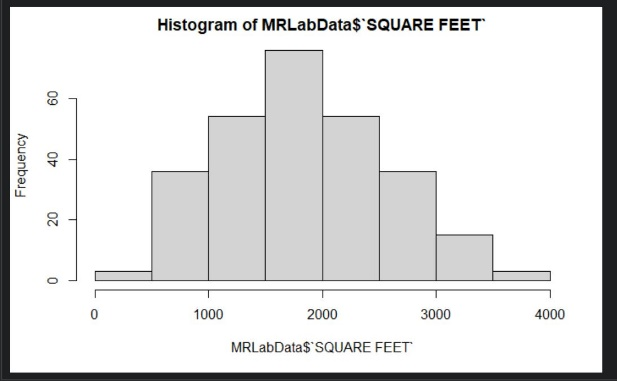 Histogram of MRLabData$`SQUARE FEET`
Frequency
60
40
20
0
0 1000 2000 3000 4000
MRLabData$`SQUARE FEET`